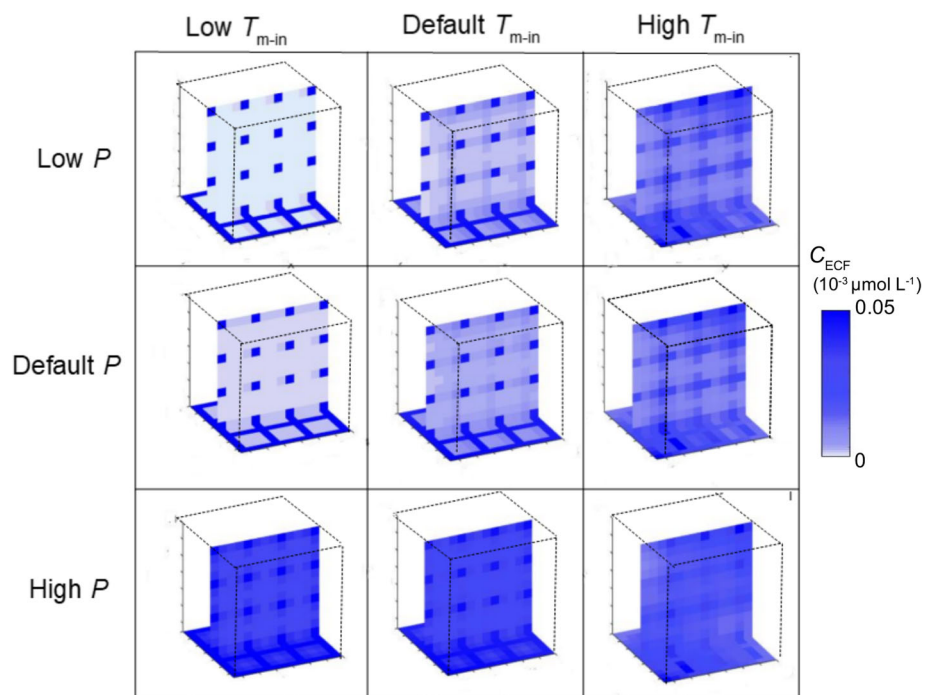 Low Tm-in
Default Tm-in
High Tm-in
Low P
Default P
High P
CECF
(10-3 µmol L-1)
0.05
0